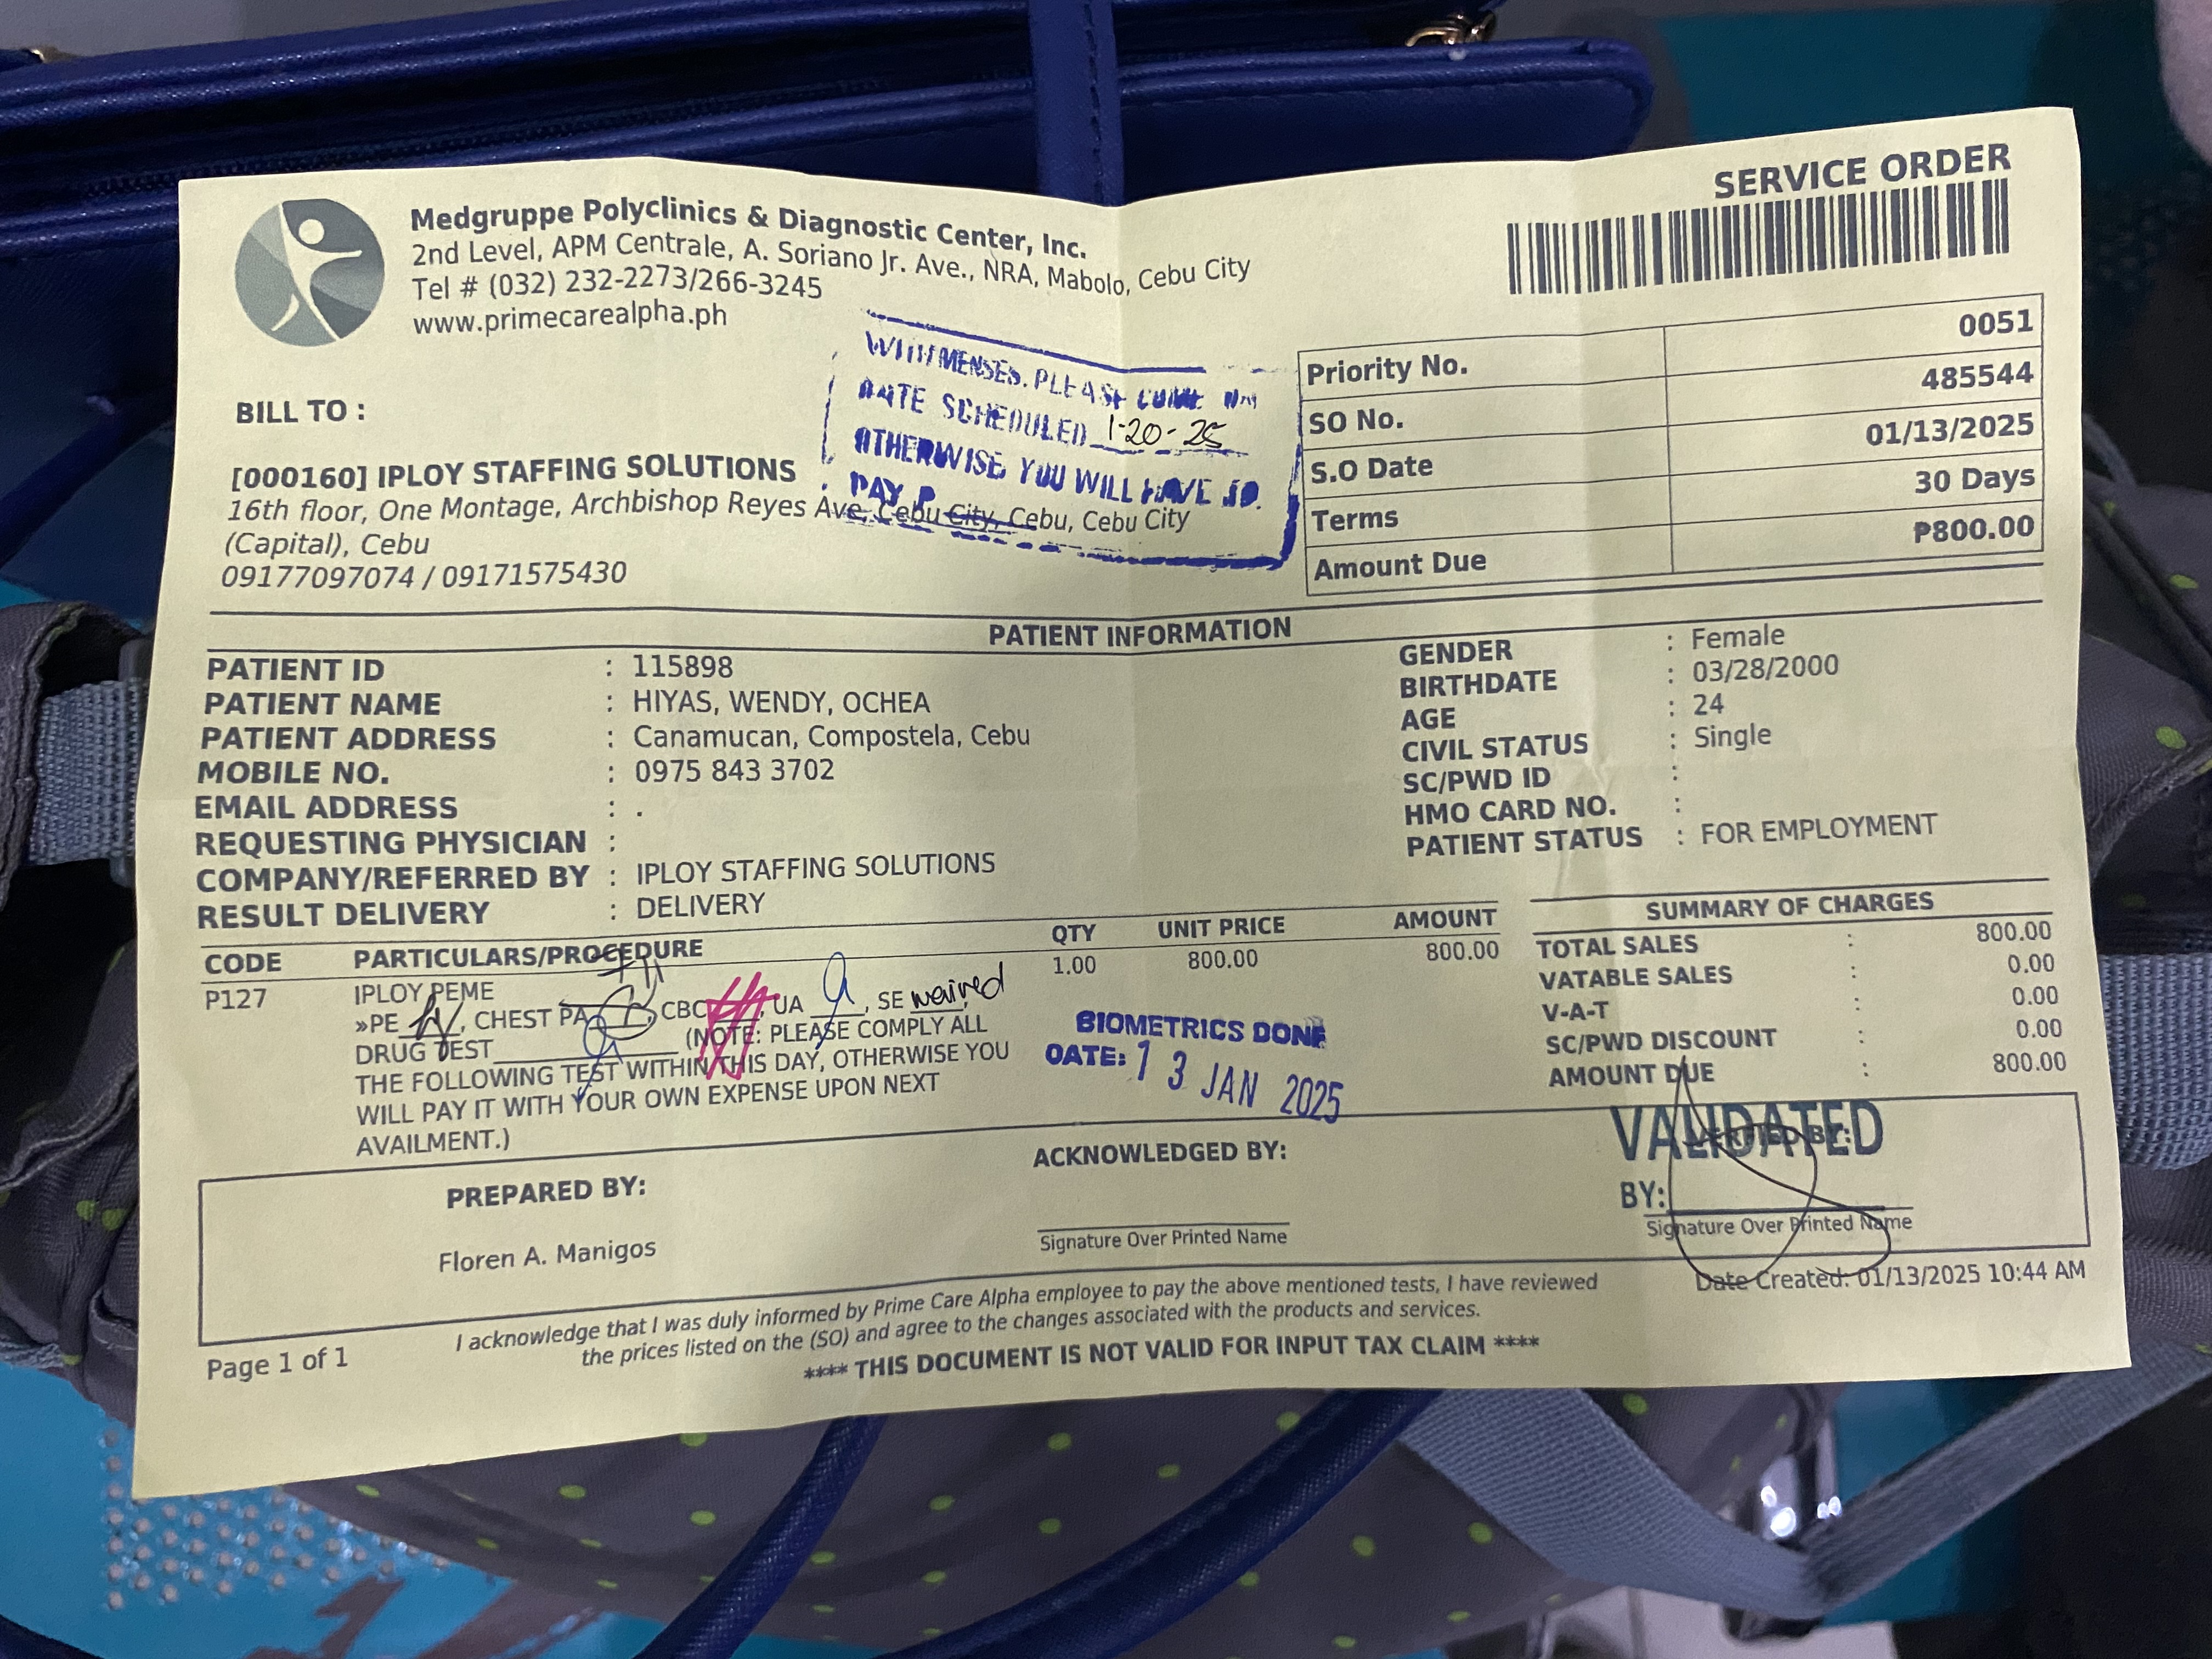 SERVICE ORDER
Medgruppe Polyclinics & Diagnostic Center, Inc.
2nd Level, APM Centrale, A. Soriano Jr. Ave., NRA, Mabolo, Cebu City
Tel # (032) 232-2273/266-3245
www.primecarealpha.ph
WITH MENSES. PLEASE COME ON
DATE SCHEDULED 1-20-25
OTHERWISE YOU WILL HAVE TO
PAY P
Priority No. 0051
SO No. 485544
S.O Date 01/13/2025
Terms 30 Days
Amount Due ₱800.00
BILL TO :
[000160] IPLOY STAFFING SOLUTIONS
16th floor, One Montage, Archbishop Reyes Ave, Cebu City, Cebu, Cebu City
(Capital), Cebu
09177097074 / 09171575430
PATIENT INFORMATION
PATIENT ID : 115898
PATIENT NAME : HIYAS, WENDY, OCHEA
PATIENT ADDRESS : Canamucan, Compostela, Cebu
MOBILE NO. : 0975 843 3702
EMAIL ADDRESS : .
REQUESTING PHYSICIAN :
COMPANY/REFERRED BY : IPLOY STAFFING SOLUTIONS
RESULT DELIVERY : DELIVERY
GENDER : Female
BIRTHDATE : 03/28/2000
AGE : 24
CIVIL STATUS : Single
SC/PWD ID :
HMO CARD NO. :
PATIENT STATUS : FOR EMPLOYMENT
CODE PARTICULARS/PROCEDURE QTY UNIT PRICE AMOUNT
P127 IPLOY PEME 1.00 800.00 800.00
»PE , CHEST PA , CBC , UA , SE waived
DRUG TEST (NOTE: PLEASE COMPLY ALL
THE FOLLOWING TEST WITHIN THIS DAY, OTHERWISE YOU
WILL PAY IT WITH YOUR OWN EXPENSE UPON NEXT
AVAILMENT.)
BIOMETRICS DONE
DATE: 13 JAN 2025
SUMMARY OF CHARGES
TOTAL SALES : 800.00
VATABLE SALES : 0.00
V-A-T : 0.00
SC/PWD DISCOUNT : 0.00
AMOUNT DUE : 800.00
PREPARED BY:
Floren A. Manigos
ACKNOWLEDGED BY:
Signature Over Printed Name
VALIDATED
VERIFIED BY:
BY:
Signature Over Printed Name
Date Created: 01/13/2025 10:44 AM
I acknowledge that I was duly informed by Prime Care Alpha employee to pay the above mentioned tests, I have reviewed
the prices listed on the (SO) and agree to the changes associated with the products and services.
Page 1 of 1
**** THIS DOCUMENT IS NOT VALID FOR INPUT TAX CLAIM ****